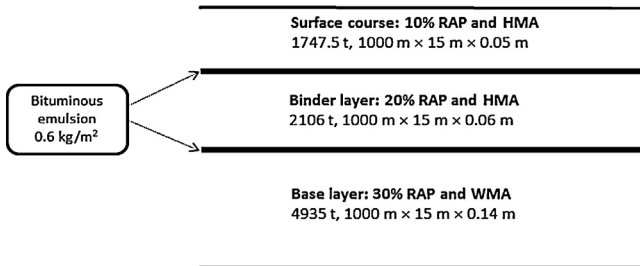 Surface course: 10% RAP and HMA
1747.5 t, 1000 m × 15 m × 0.05 m
Bituminous
emulsion
0.6 kg/m²
Binder layer: 20% RAP and HMA
2106 t, 1000 m × 15 m × 0.06 m
Base layer: 30% RAP and WMA
4935 t, 1000 m × 15 m × 0.14 m